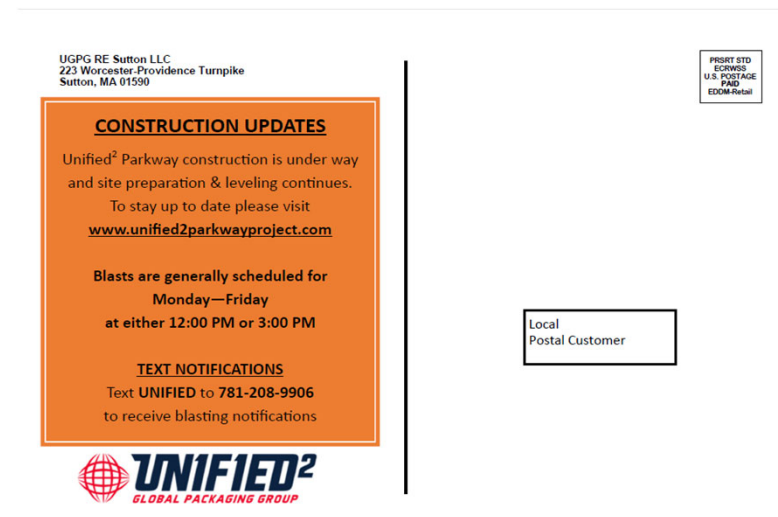 UGPG RE Sutton LLC
223 Worcester-Providence Turnpike
Sutton, MA 01590
PRSRT STD
ECRWSS
U.S. POSTAGE
PAID
EDDM-Retail
CONSTRUCTION UPDATES
Unified² Parkway construction is under way
and site preparation & leveling continues.
To stay up to date please visit
www.unified2parkwayproject.com
Blasts are generally scheduled for
Monday—Friday
at either 12:00 PM or 3:00 PM
TEXT NOTIFICATIONS
Text UNIFIED to 781-208-9906
to receive blasting notifications
Local
Postal Customer
UN1F1ED²
GLOBAL PACKAGING GROUP